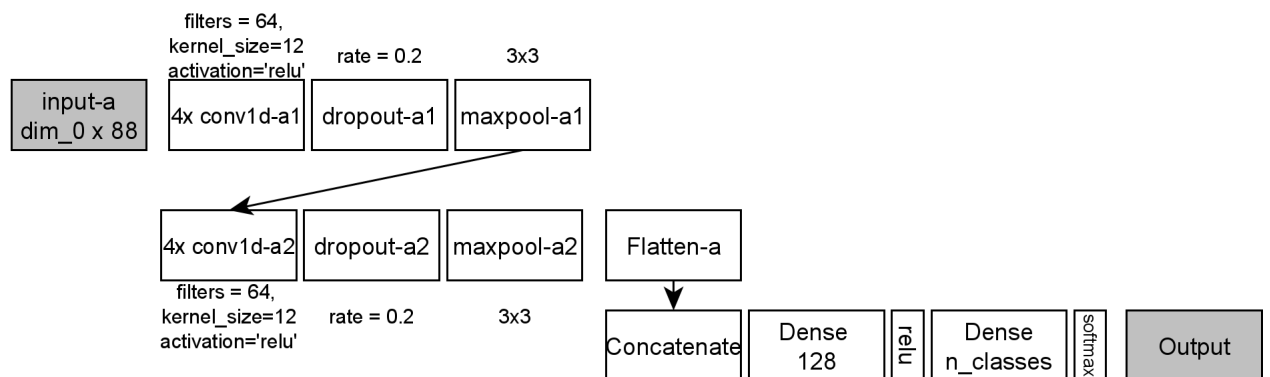 filters = 64,
kernel_size=12
activation='relu'
rate = 0.2
3x3
input-a
dim_0 x 88
4x conv1d-a1
dropout-a1
maxpool-a1
4x conv1d-a2
dropout-a2
maxpool-a2
Flatten-a
filters = 64,
kernel_size=12
activation='relu'
rate = 0.2
3x3
Concatenate
Dense
128
relu
Dense
n_classes
softmax
Output